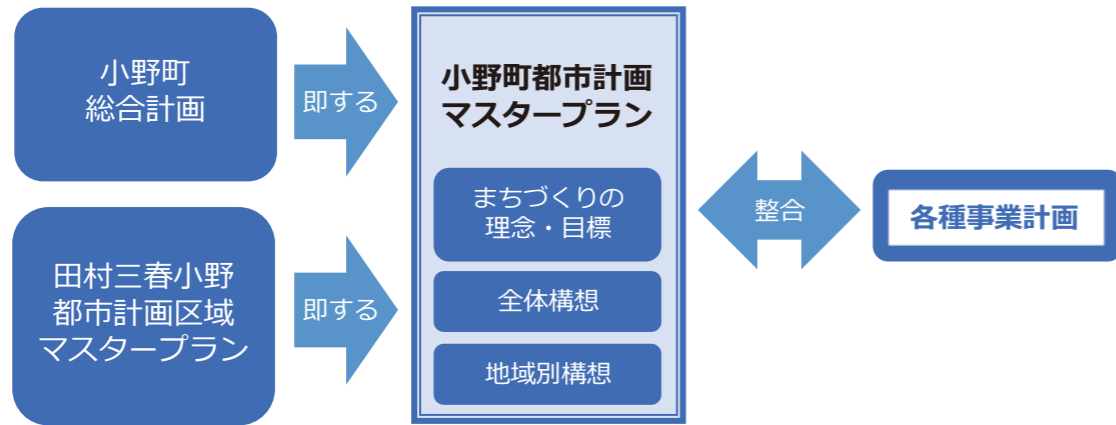 小野町
総合計画
即する
田村三春小野
都市計画区域
マスタープラン
即する
小野町都市計画
マスタープラン
まちづくりの
理念・目標
全体構想
地域別構想
整合
各種事業計画